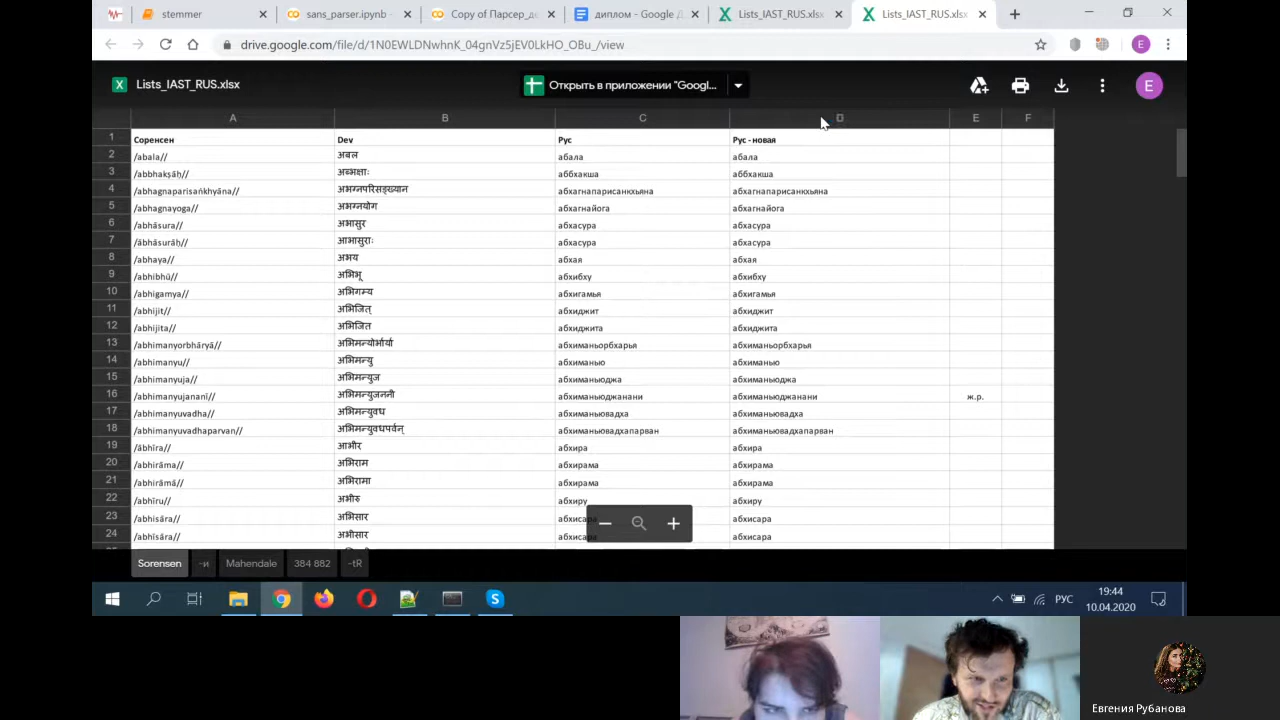 stemmer
sans_parser.ipynb -
Copy of Парсер_де
диплом - Google Д
Lists_IAST_RUS.xlsx
Lists_IAST_RUS.xlsx
drive.google.com/file/d/1N0EWLDNwhnK_04gnVz5jEV0LkHO_OBu_/view
E
Lists_IAST_RUS.xlsx
Открыть в приложении "Googl...
E
A B C D E F
1 Соренсен Dev Рус Рус - новая
2 /abala// अबल абала абала
3 /abbhakṣāḥ// अब्भक्षाः аббхакша аббхакша
4 /abhagnaparisaṅkhyāna// अभग्नपरिसङ्ख्यान абхагнапарисанкхьяна абхагнапарисанкхьяна
5 /abhagnayoga// अभग्नयोग абхагнайога абхагнайога
6 /abhāsura// अभासुर абхасура абхасура
7 /ābhāsurāḥ// आभासुराः абхасура абхасура
8 /abhaya// अभय абхая абхая
9 /abhibhū// अभिभू абхибху абхибху
10 /abhigamya// अभिगम्य абхигамья абхигамья
11 /abhijit// अभिजित् абхиджит абхиджит
12 /abhijita// अभिजित абхиджита абхиджита
13 /abhimanyorbhāryā// अभिमन्योर्भार्या абхиманьорбхарья абхиманьорбхарья
14 /abhimanyu// अभिमन्यु абхиманью абхиманью
15 /abhimanyuja// अभिमन्युज абхиманьюджа абхиманьюджа
16 /abhimanyujananī// अभिमन्युजननी абхиманьюджанани абхиманьюджанани ж.р.
17 /abhimanyuvadha// अभिमन्युवध абхиманьювадха абхиманьювадха
18 /abhimanyuvadhaparvan// अभिमन्युवधपर्वन् абхиманьювадхапарван абхиманьювадхапарван
19 /ābhīra// आभीर абхира абхира
20 /abhirāma// अभिराम абхирама абхирама
21 /abhirāmā// अभिरामा абхирама абхирама
22 /abhīru// अभीरु абхиру абхиру
23 /abhisāra// अभिसार абхисара абхисара
24 /abhīsāra// अभीसार абхисара абхисара
Sorensen -и Mahendale 384 882 -tR
РУС
19:44
10.04.2020
Евгения Рубанова